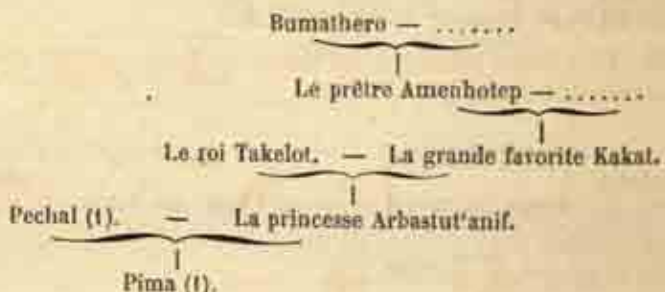 Bumathero — .......
Le prêtre Amenhotep — .......
Le roi Takelot. — La grande favorite Kakat.
Pechal (1). — La princesse Arbastut'anif.
Pima (1).